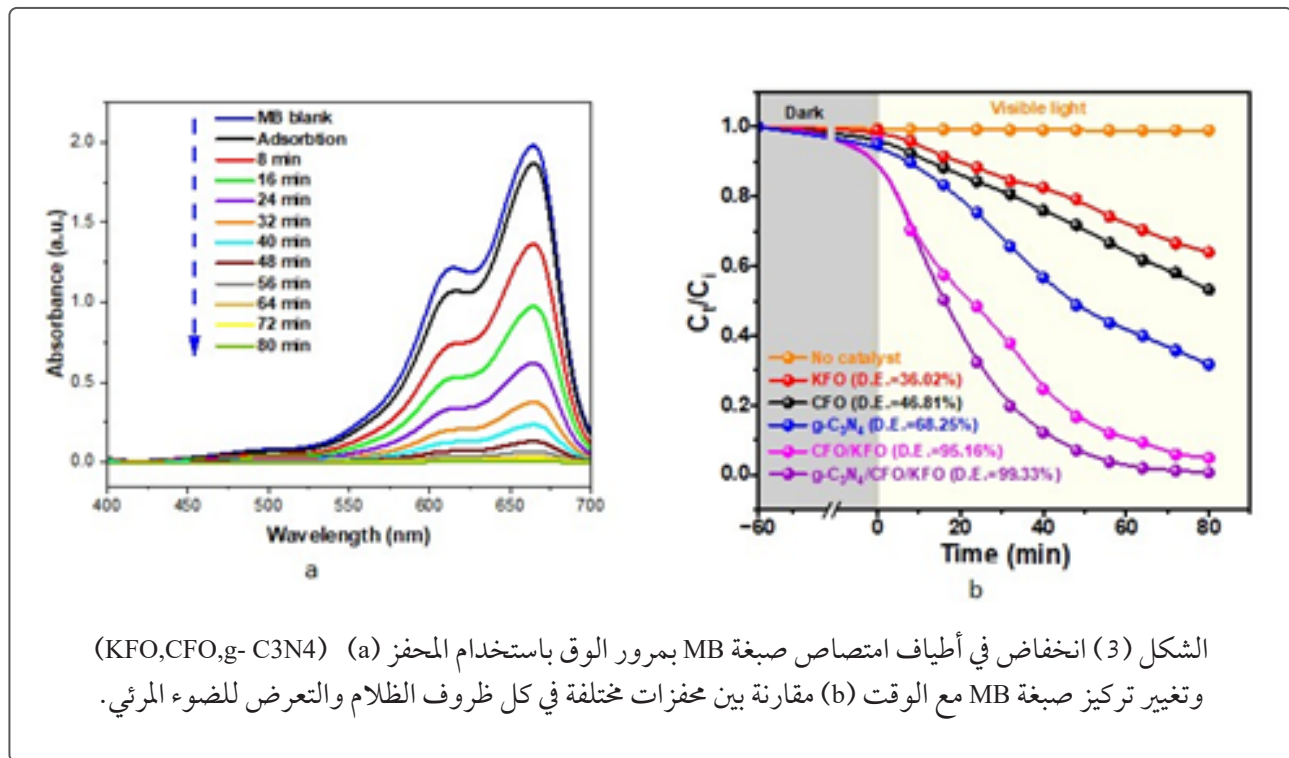 MB blank
Adsorbtion
8 min
16 min
24 min
32 min
40 min
48 min
56 min
64 min
72 min
80 min
2.0
1.5
1.0
0.5
0.0
Absorbance (a.u.)
400 450 500 550 600 650 700
Wavelength (nm)
a
Dark
Visible light
1.0
0.8
0.6
0.4
0.2
0.0
Ct/Ci
No catalyst
KFO (D.E.=36.02%)
CFO (D.E.=46.81%)
g-C3N4 (D.E.=68.25%)
CFO/KFO (D.E.=95.16%)
g-C3N4/CFO/KFO (D.E.=99.33%)
−60 0 20 40 60 80
Time (min)
b
الشكل (3) انخفاض في أطياف امتصاص صبغة MB بمرور الوق باستخدام المحفز (a) (KFO,CFO,g- C3N4)
وتغيير تركيز صبغة MB مع الوقت (b) مقارنة بين محفزات مختلفة في كل ظروف الظلام والتعرض للضوء المرئي.